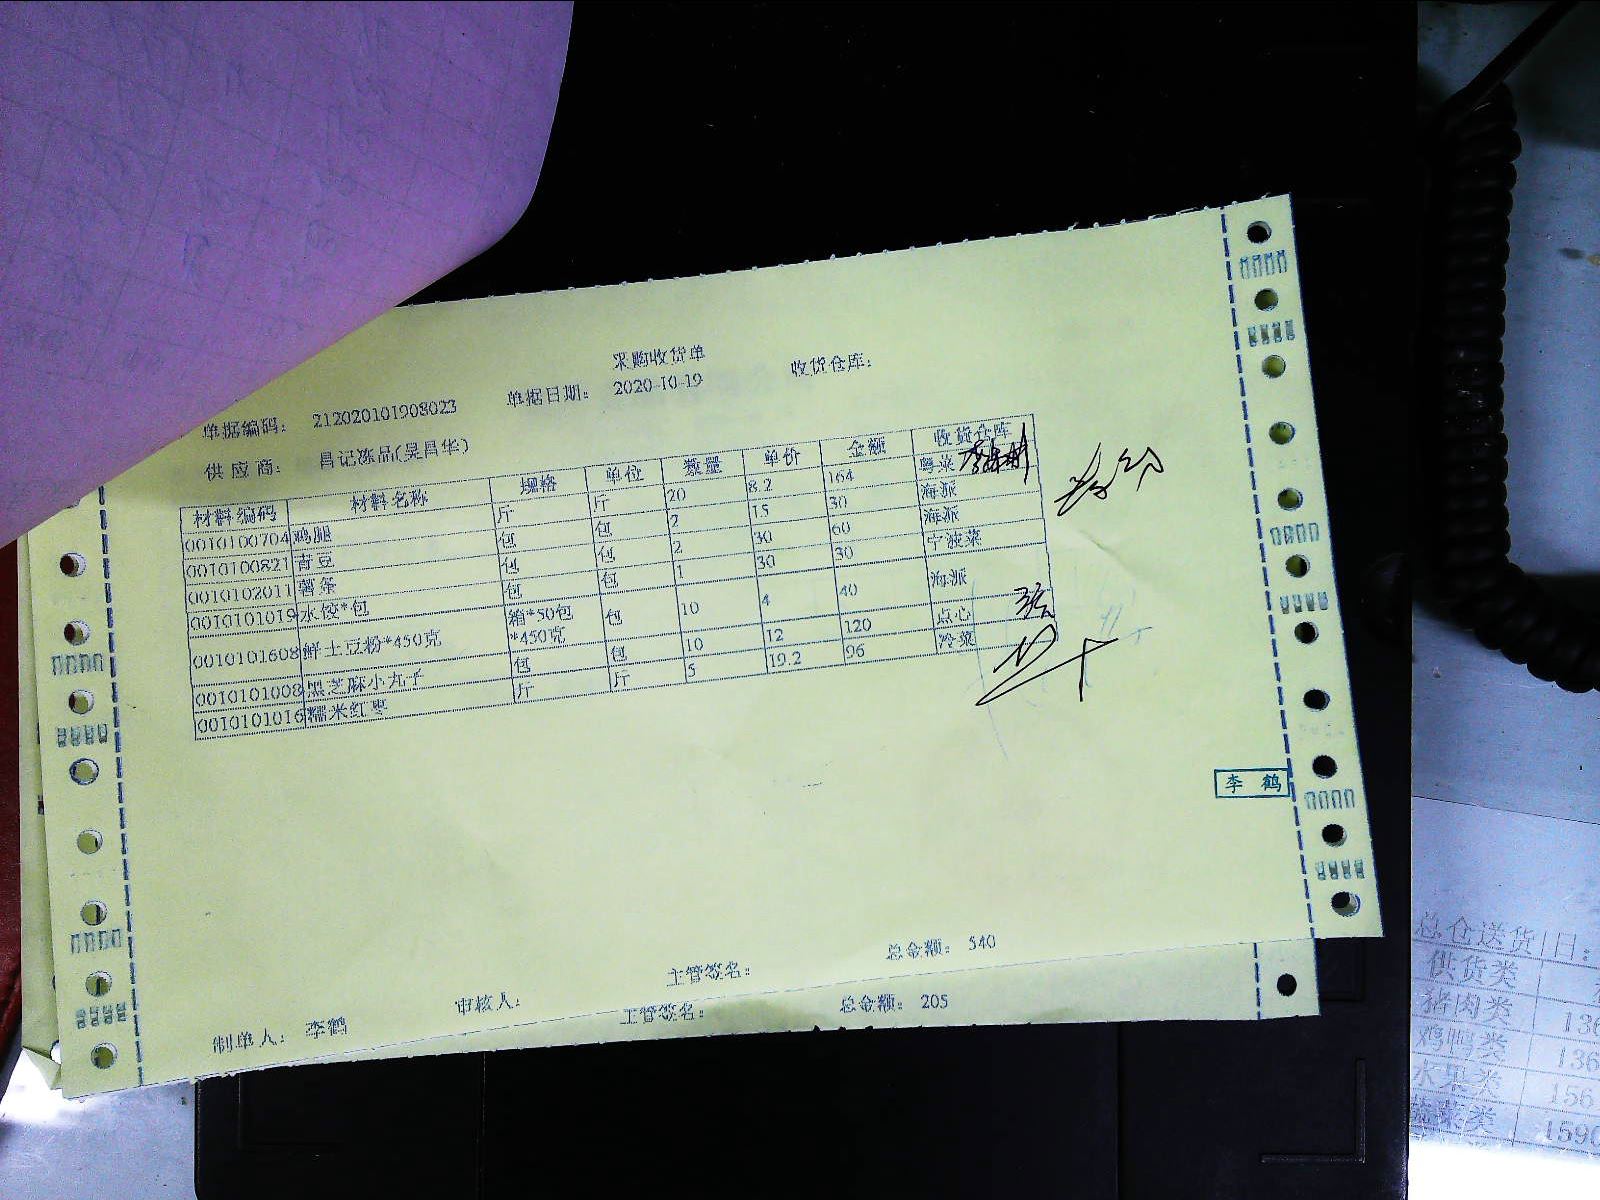 采购收货单
单据编码： 212020101908023 单据日期： 2020-10-19 收货仓库：
供应商： 昌记冻品(吴昌华)
材料编码 材料名称 规格 单位 数量 单价 金额 收货仓库
0010100704 鸡腿 斤 斤 20 8.2 164 粤菜
0010100821 青豆 包 包 2 15 30 海派
0010102011 薯条 包 包 2 30 60 海派
0010101019 水饺*包 包 包 1 30 30 宁波菜
0010101608 鲜土豆粉*450克 箱*50包*450克 包 10 4 40 海派
0010101008 黑芝麻小丸子 包 包 10 12 120 点心
0010101016 糯米红枣 斤 斤 5 19.2 96 冷菜
李鹤
总金额： 540
制单人： 李鹤 审核人： 主管签名：
主管签名： 总金额： 205
总仓送货 日：
供货类
猪肉类 136
鸡鸭类 136
水果类 156
蔬菜类 1590